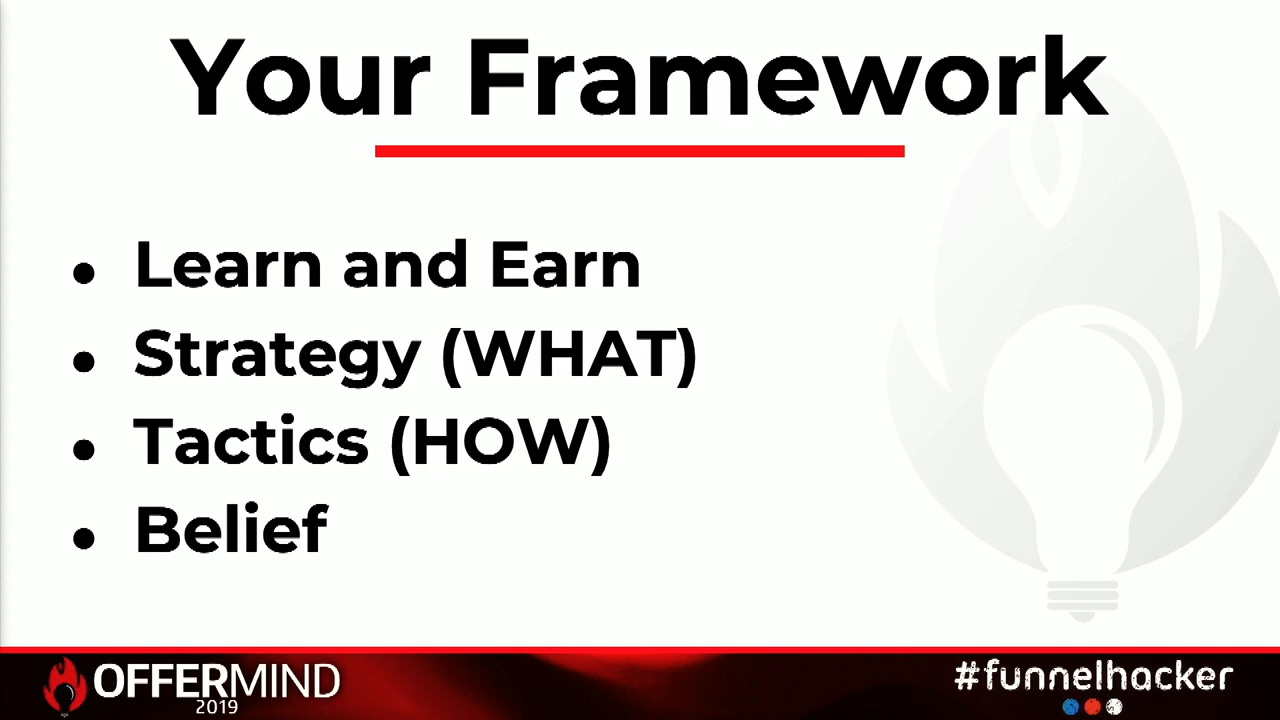 Your Framework
• Learn and Earn
• Strategy (WHAT)
• Tactics (HOW)
• Belief
OFFERMIND
2019
#funnelhacker